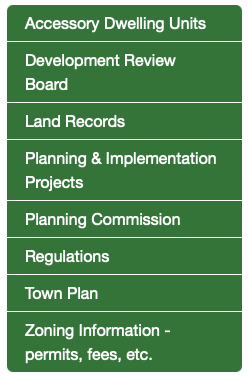 Accessory Dwelling Units
Development Review
Board
Land Records
Planning & Implementation
Projects
Planning Commission
Regulations
Town Plan
Zoning Information -
permits, fees, etc.